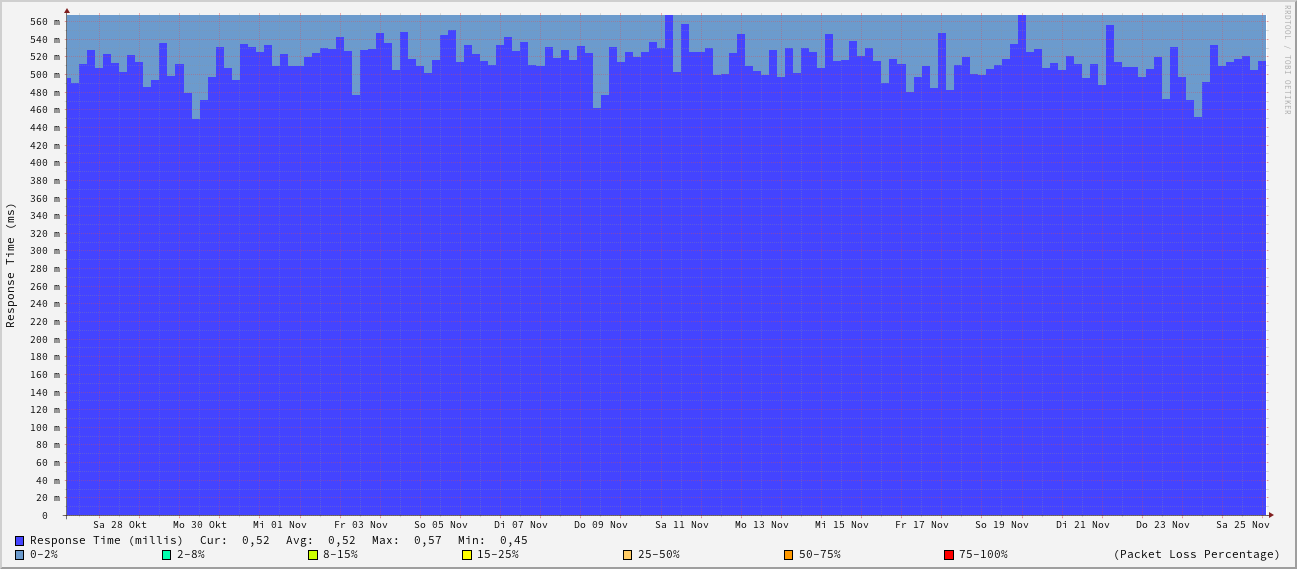 RRDTOOL / TOBI OETIKER
Response Time (ms)
560 m
540 m
520 m
500 m
480 m
460 m
440 m
420 m
400 m
380 m
360 m
340 m
320 m
300 m
280 m
260 m
240 m
220 m
200 m
180 m
160 m
140 m
120 m
100 m
80 m
60 m
40 m
20 m
0
Sa 28 Okt Mo 30 Okt Mi 01 Nov Fr 03 Nov So 05 Nov Di 07 Nov Do 09 Nov Sa 11 Nov Mo 13 Nov Mi 15 Nov Fr 17 Nov So 19 Nov Di 21 Nov Do 23 Nov Sa 25 Nov
Response Time (millis) Cur: 0,52 Avg: 0,52 Max: 0,57 Min: 0,45
0-2% 2-8% 8-15% 15-25% 25-50% 50-75% 75-100% (Packet Loss Percentage)